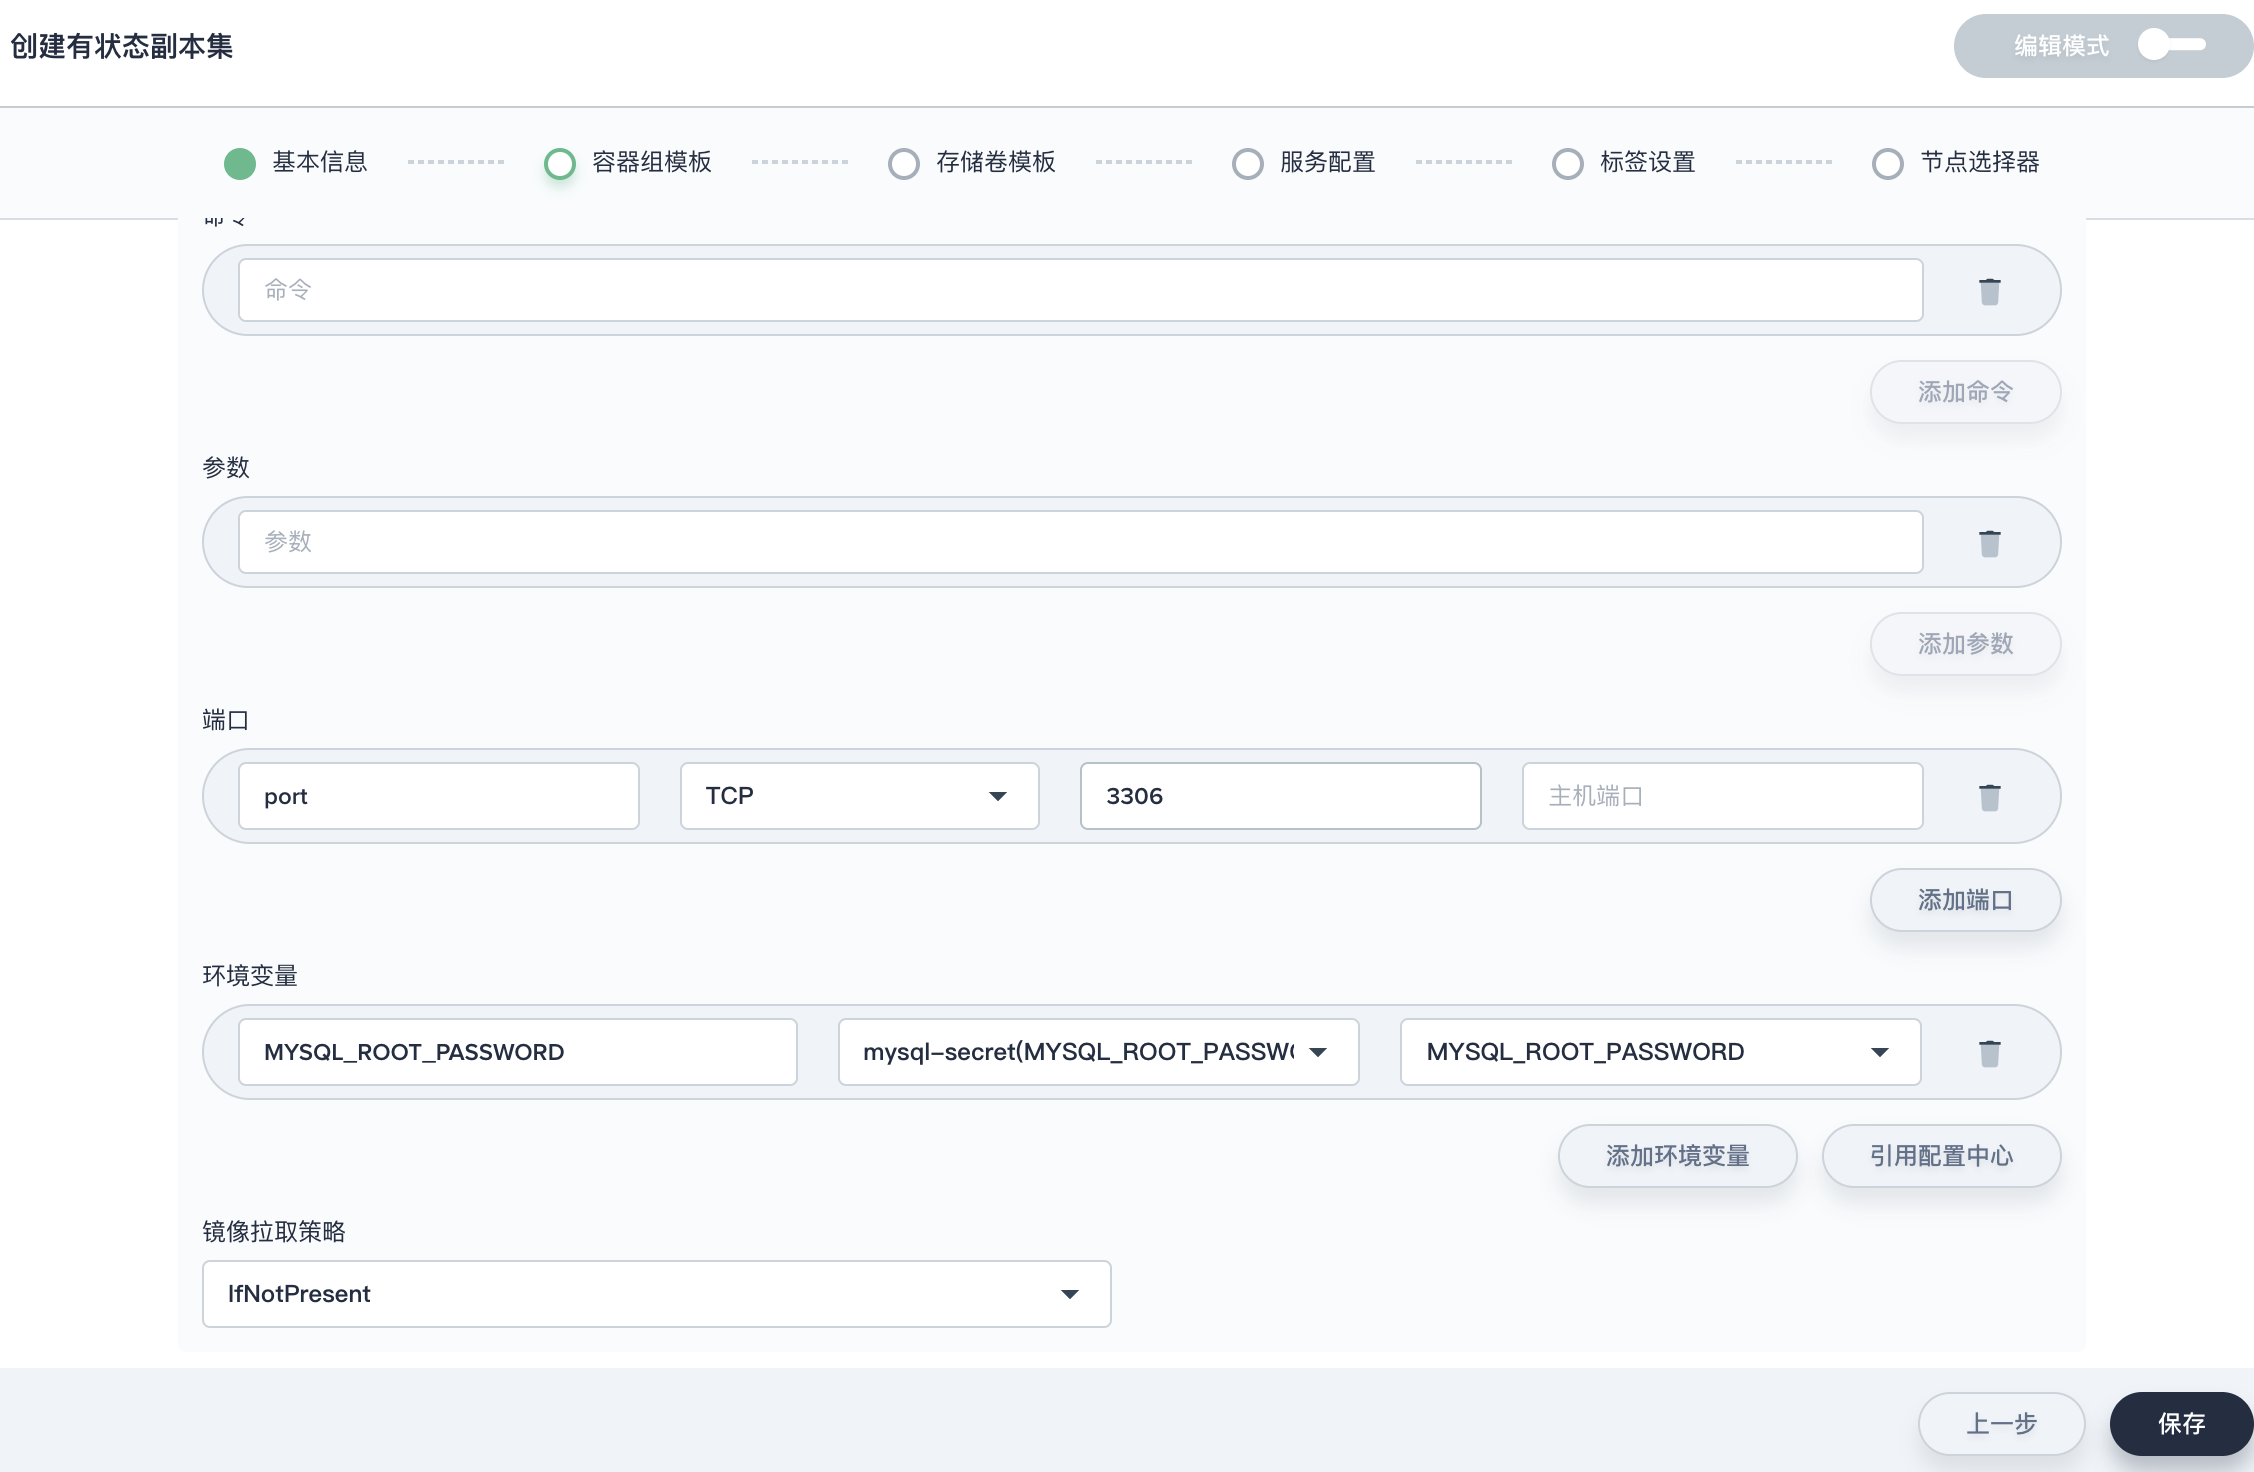 创建有状态副本集
编辑模式
基本信息
容器组模板
存储卷模板
服务配置
标签设置
节点选择器
命令
命令
添加命令
参数
参数
添加参数
端口
port
TCP
3306
主机端口
添加端口
环境变量
MYSQL_ROOT_PASSWORD
mysql-secret(MYSQL_ROOT_PASSW
MYSQL_ROOT_PASSWORD
添加环境变量
引用配置中心
镜像拉取策略
IfNotPresent
上一步
保存